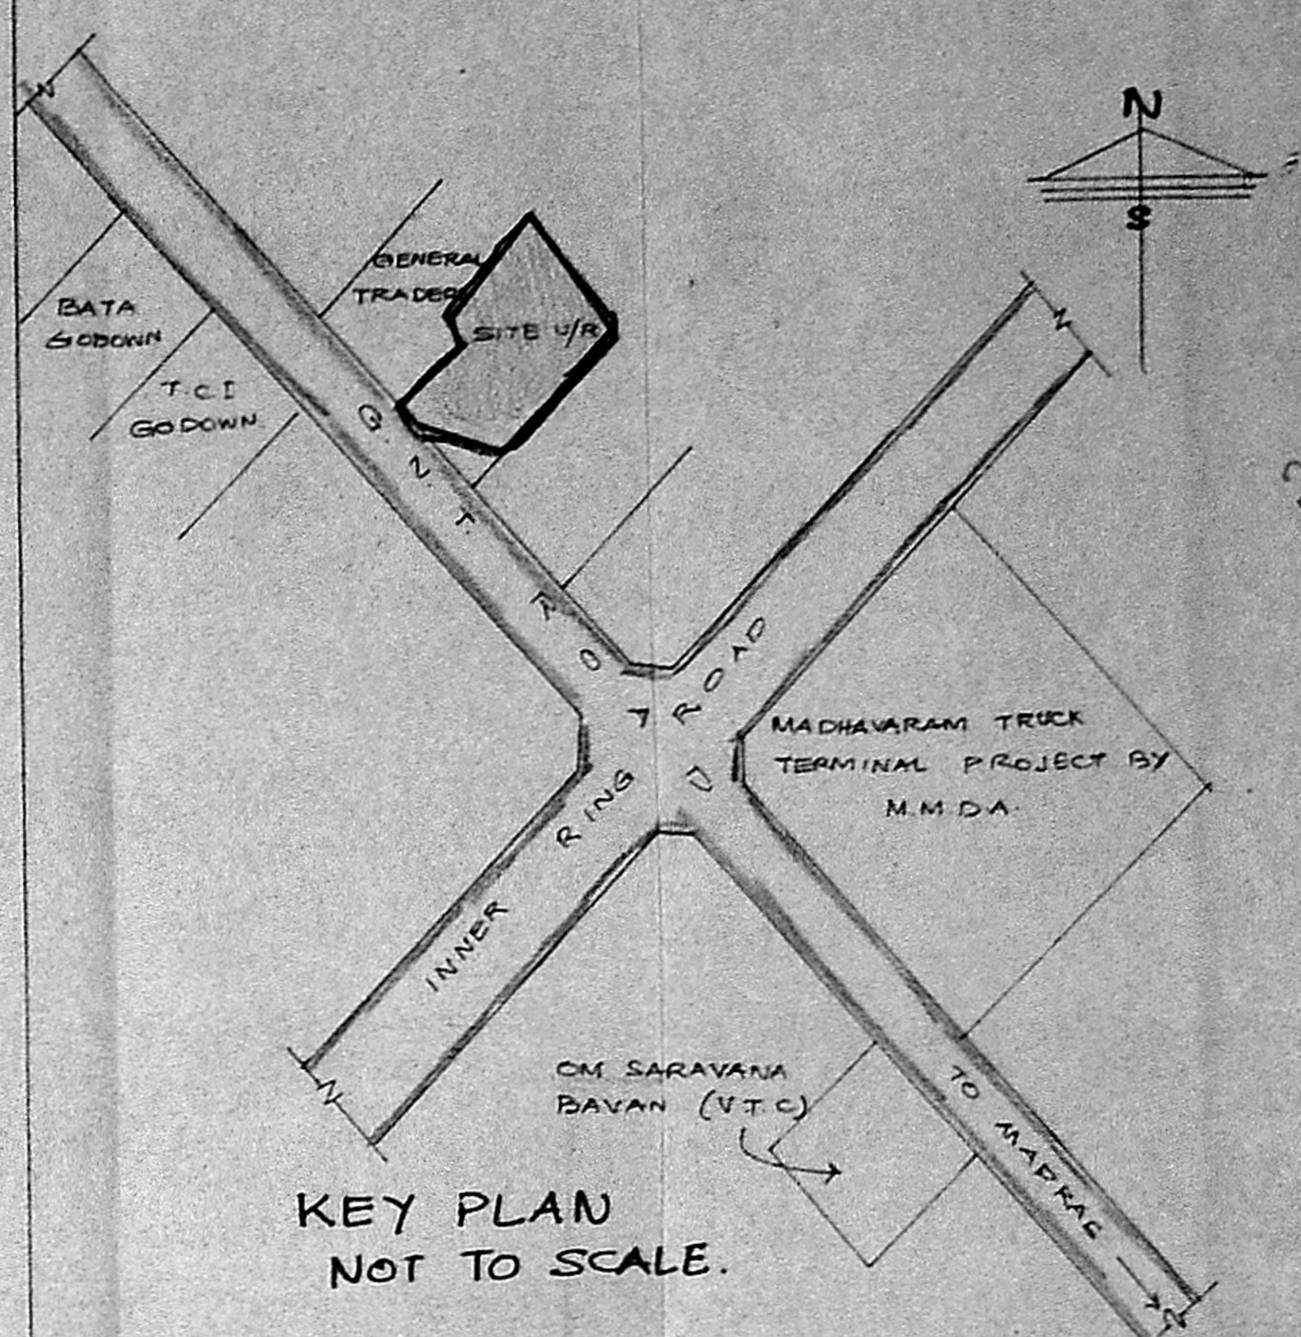 N
S
GENERAL
TRADERS
SITE U/R
BATA
GODOWN
T.C.I
GODOWN
G.N.T. ROAD
INNER RING ROAD
MADHAVARAM TRUCK
TERMINAL PROJECT BY
M.M.D.A.
OM SARAVANA
BAVAN (V.T.C)
TO MADRAS
KEY PLAN
NOT TO SCALE.